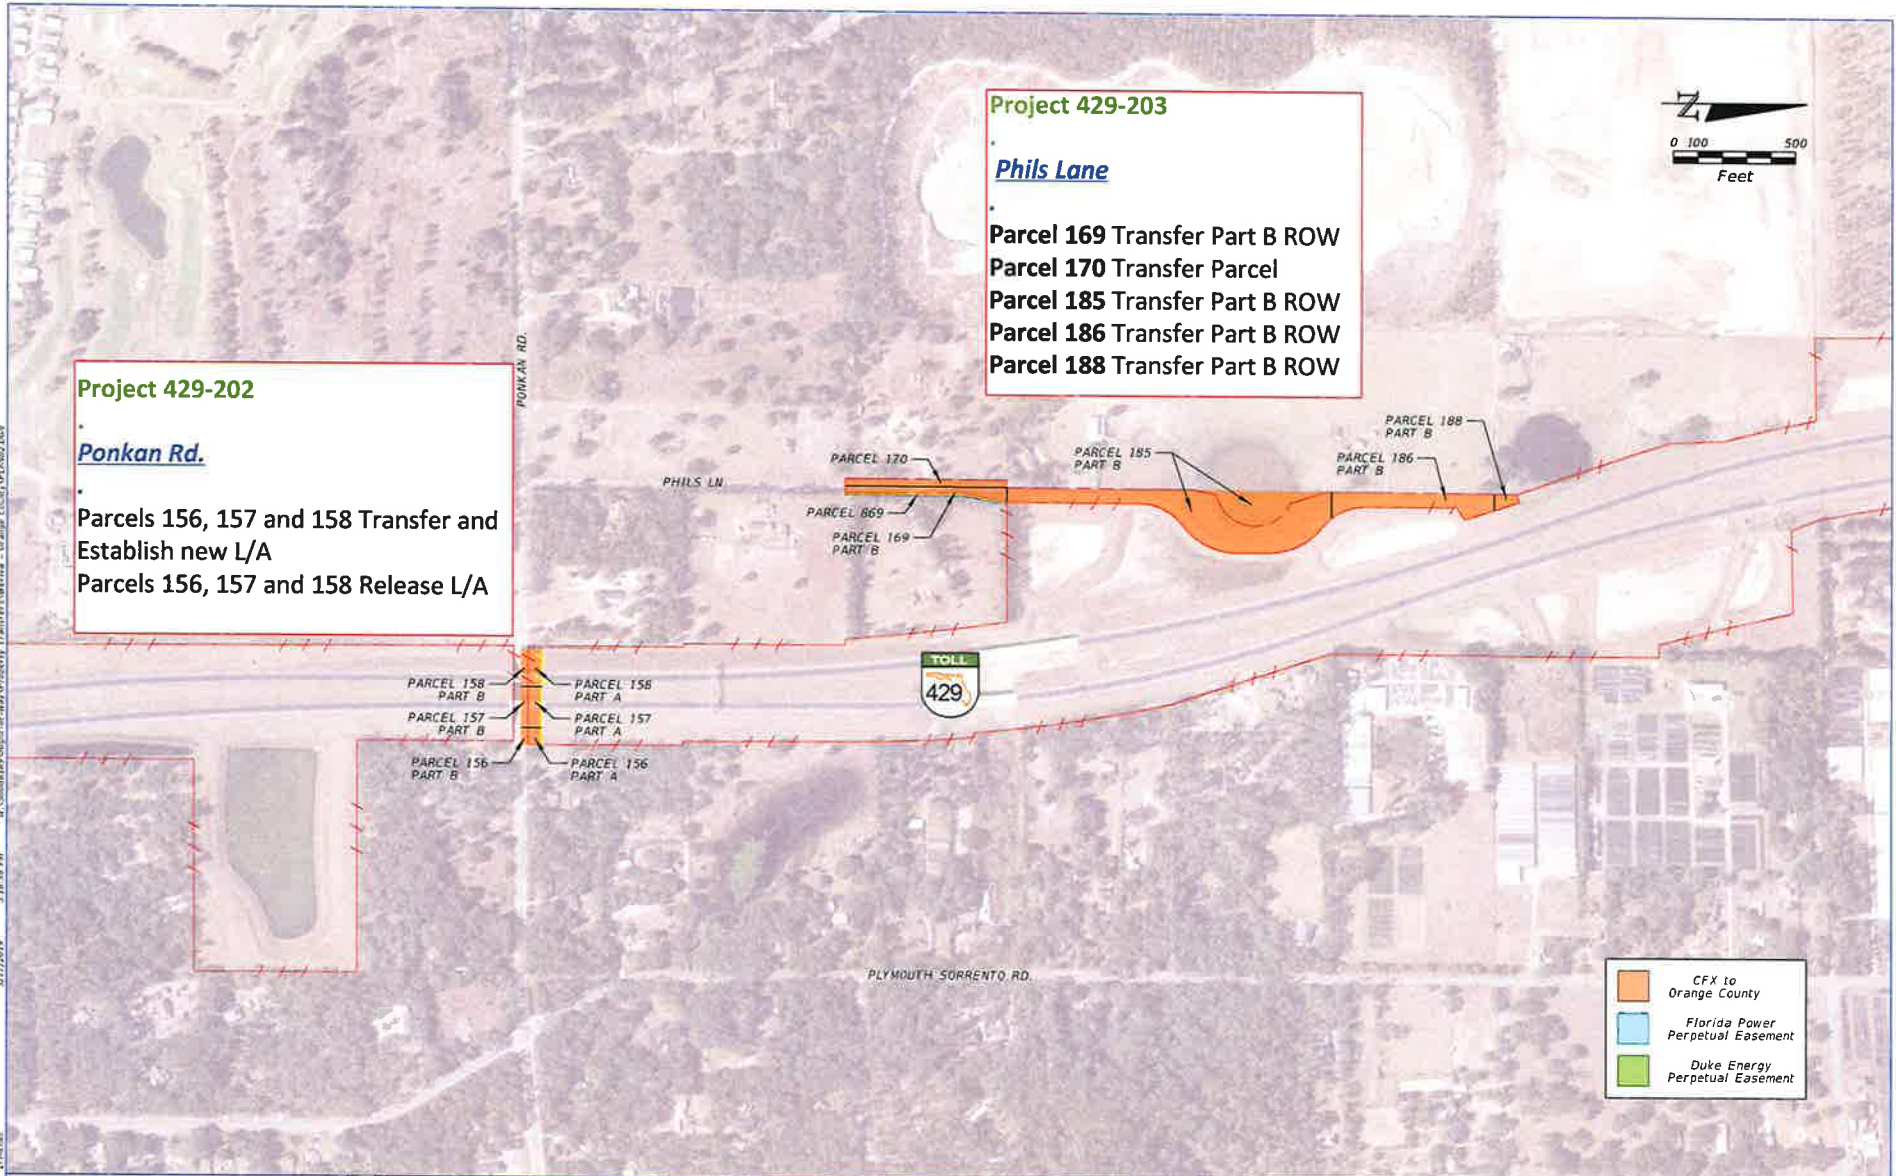 Project 429-203
Phils Lane
Parcel 169 Transfer Part B ROW
Parcel 170 Transfer Parcel
Parcel 185 Transfer Part B ROW
Parcel 186 Transfer Part B ROW
Parcel 188 Transfer Part B ROW
N
0 100 500
Feet
Project 429-202
Ponkan Rd.
Parcels 156, 157 and 158 Transfer and
Establish new L/A
Parcels 156, 157 and 158 Release L/A
PONKAN RD.
PHILS LN
PARCEL 170
PARCEL 869
PARCEL 169
PART B
PARCEL 185
PART B
PARCEL 188
PART B
PARCEL 186
PART B
TOLL
429
PARCEL 158
PART B
PARCEL 158
PART A
PARCEL 157
PART B
PARCEL 157
PART A
PARCEL 156
PART B
PARCEL 156
PART A
PLYMOUTH SORRENTO RD.
CFX to
Orange County
Florida Power
Perpetual Easement
Duke Energy
Perpetual Easement